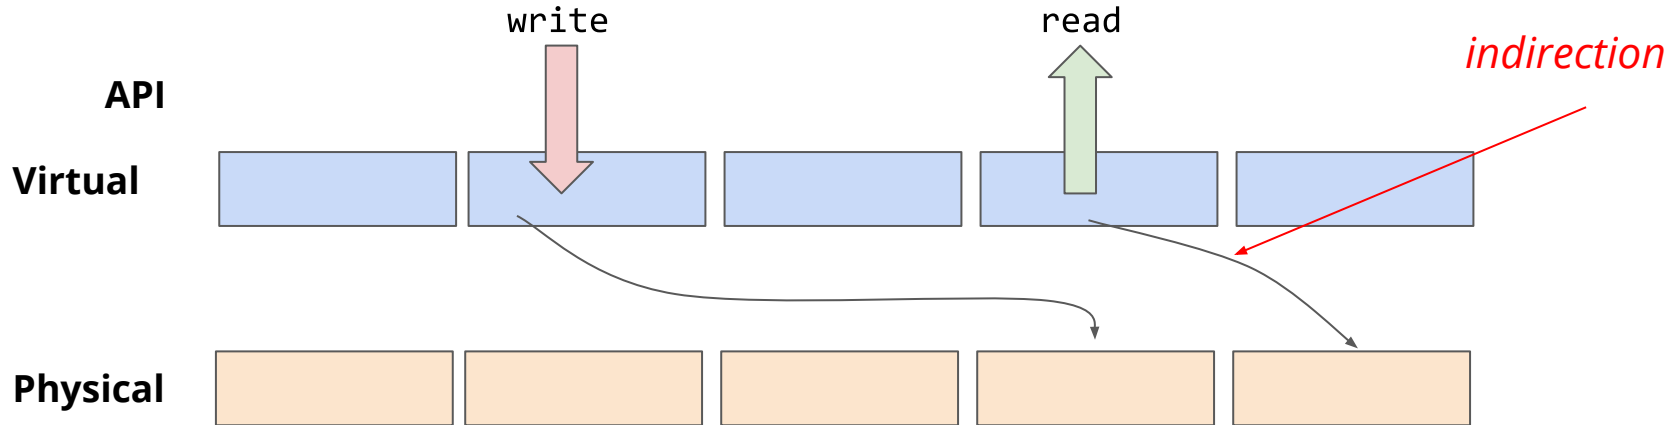 write
read
indirection
API
Virtual
Physical